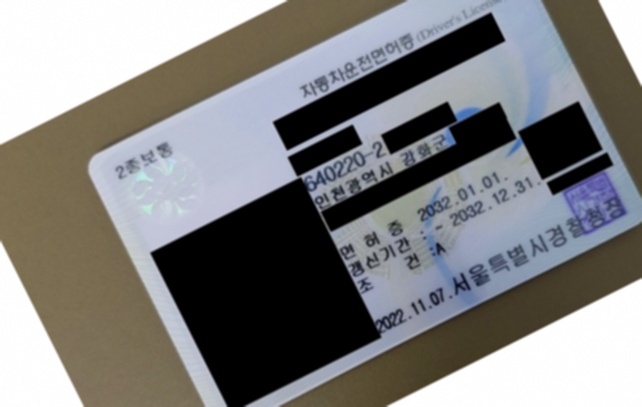 자동차운전면허증 (Driver's License
2종보통
640220-2
인천광역시 강화군
면 허 증
갱신기간 :
2032.01.01.
- 2032.12.31.
조 건 :A
2022.11.07.
서울특별시경찰청장